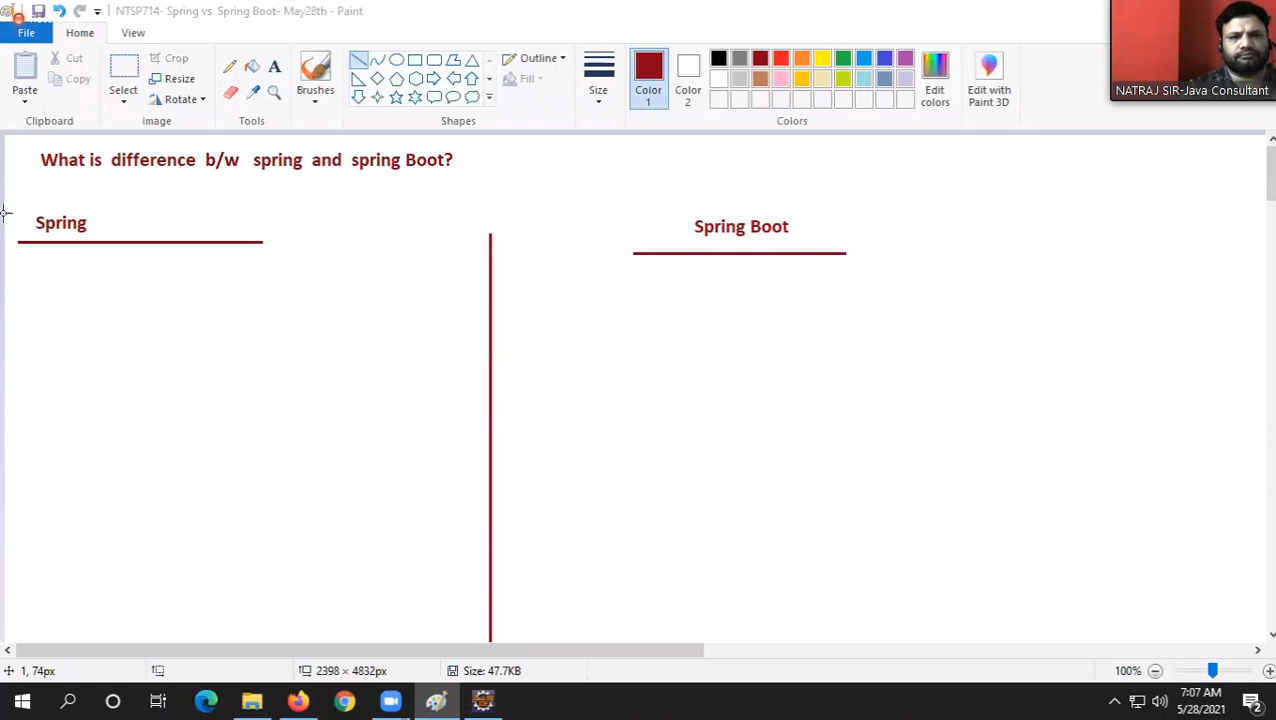 NTSP714- Spring vs Spring Boot- May28th - Paint
File Home View
Paste
Cut
Copy
Clipboard
Select
Crop
Resize
Rotate
Image
Tools
Brushes
Outline
Fill
Shapes
Size
Color 1
Color 2
Edit colors
Colors
Edit with Paint 3D
NATRAJ SIR-Java Consultant
What is difference b/w spring and spring Boot?
Spring
Spring Boot
1, 74px
2398 × 4832px
Size: 47.7KB
100%
7:07 AM
5/28/2021
2